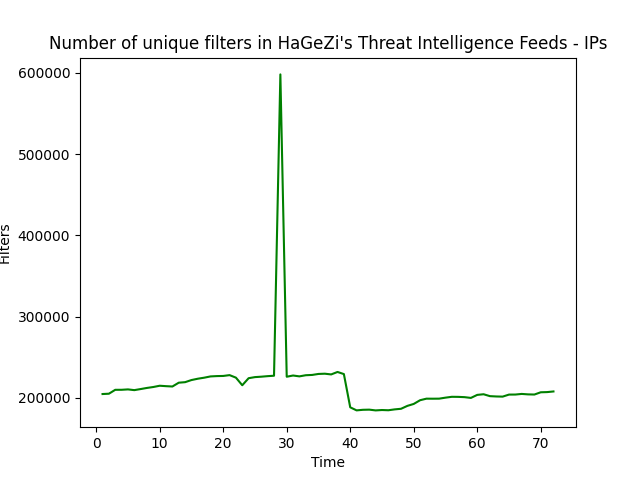 Number of unique filters in HaGeZi's Threat Intelligence Feeds - IPs
600000
500000
400000
300000
200000
Filters
0 10 20 30 40 50 60 70
Time